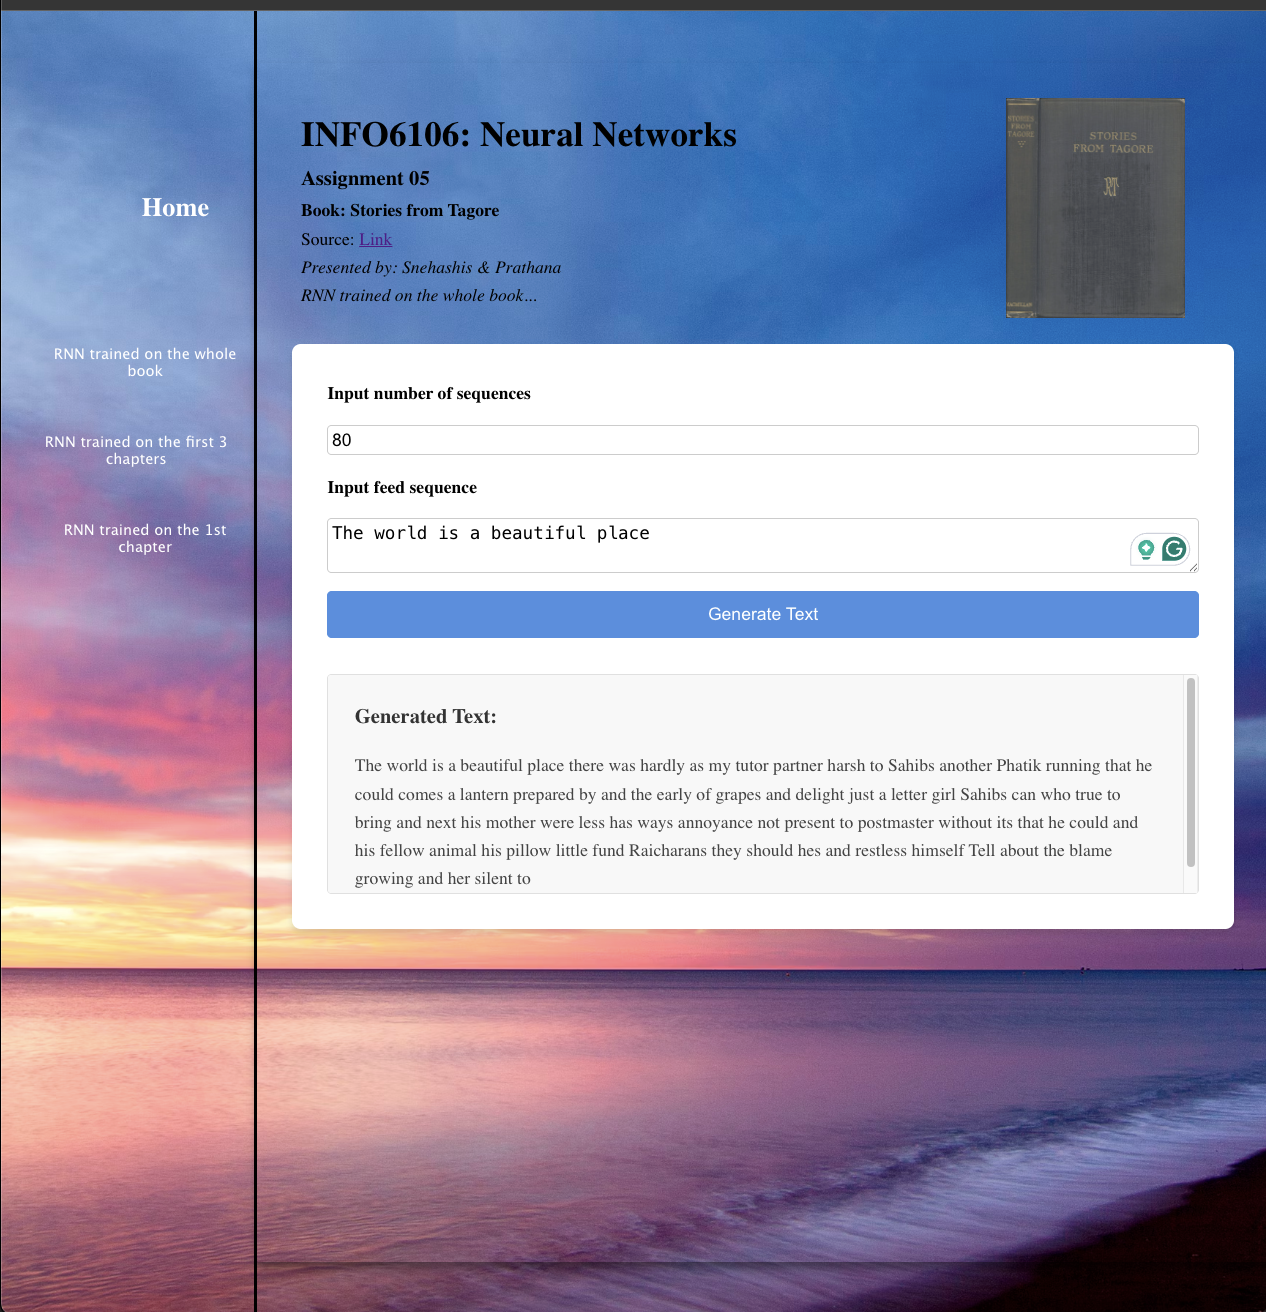 Home
RNN trained on the whole
book
RNN trained on the first 3
chapters
RNN trained on the 1st
chapter
INFO6106: Neural Networks
Assignment 05
Book: Stories from Tagore
Source: Link
Presented by: Snehashis & Prathana
RNN trained on the whole book...
STORIES
FROM
TAGORE
STORIES
FROM TAGORE
RT
Input number of sequences
80
Input feed sequence
The world is a beautiful place
Generate Text
Generated Text:
The world is a beautiful place there was hardly as my tutor partner harsh to Sahibs another Phatik running that he
could comes a lantern prepared by and the early of grapes and delight just a letter girl Sahibs can who true to
bring and next his mother were less has ways annoyance not present to postmaster without its that he could and
his fellow animal his pillow little fund Raicharans they should hes and restless himself Tell about the blame
growing and her silent to